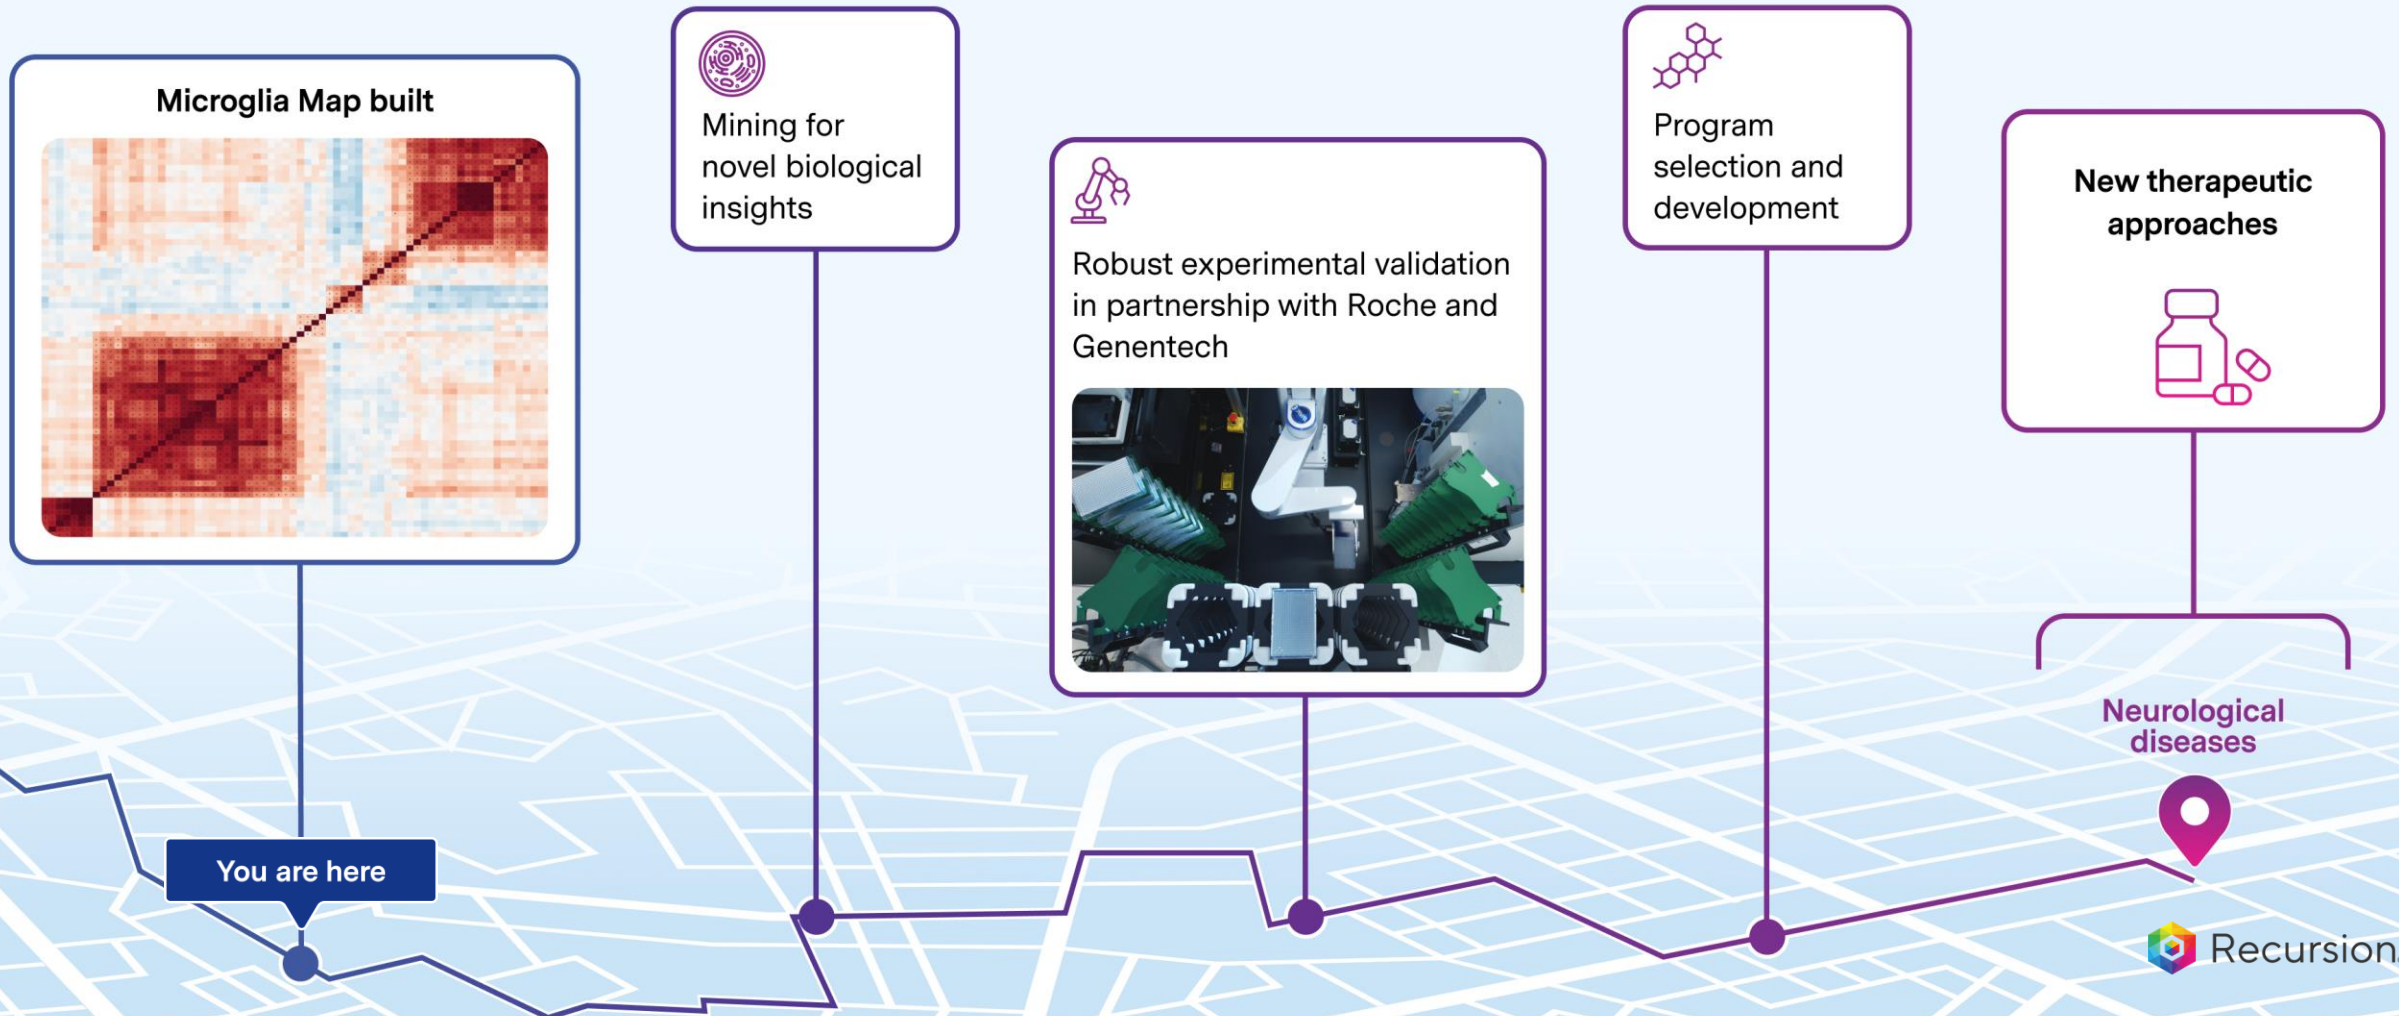 Microglia Map built
Mining for
novel biological
insights
Robust experimental validation
in partnership with Roche and
Genentech
Program
selection and
development
New therapeutic
approaches
Neurological
diseases
You are here
Recursion